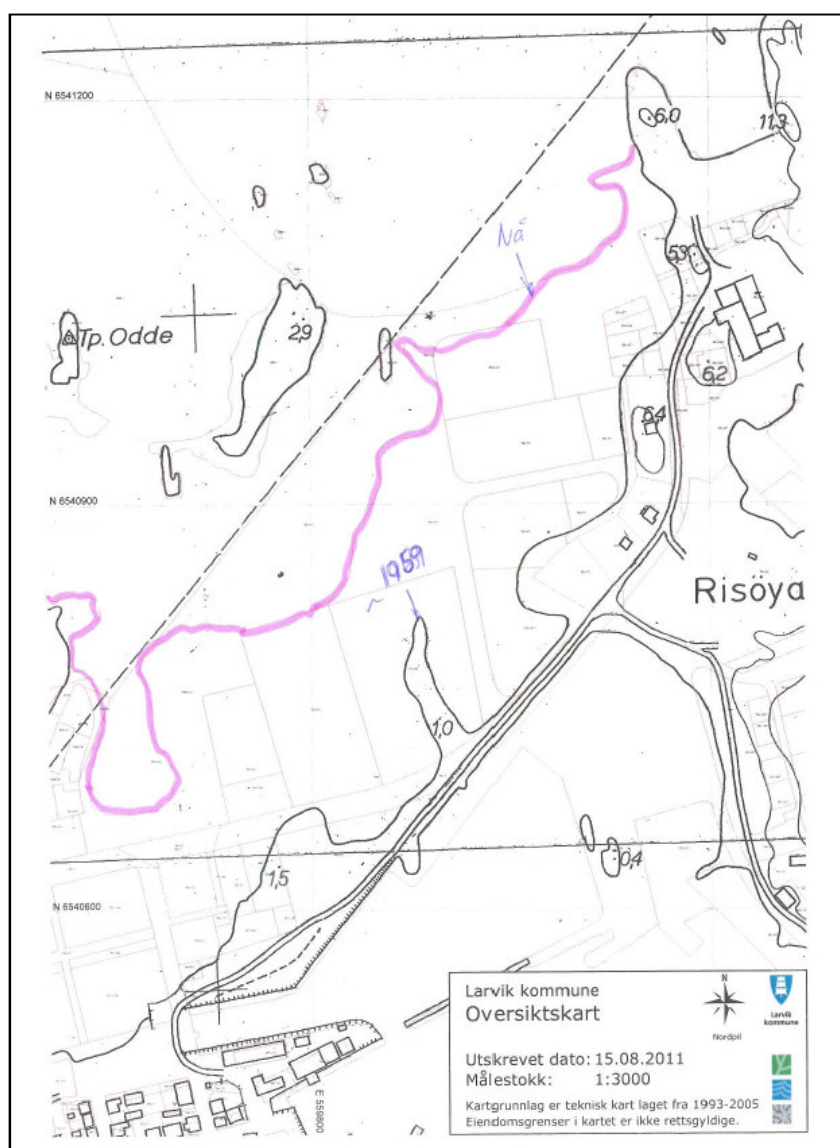 N 6541200
6,0
11,3
Nå
5,3
Tp. Odde
2,9
6,2
6,4
N 6540900
~ 1959
Risöya
1,0
1,5
0,4
N 6540600
E 559800
Larvik kommune
Oversiktskart
N
Nordpil
Larvik
kommune
Utskrevet dato: 15.08.2011
Målestokk: 1:3000
Kartgrunnlag er teknisk kart laget fra 1993-2005
Eiendomsgrenser i kartet er ikke rettsgyldige.